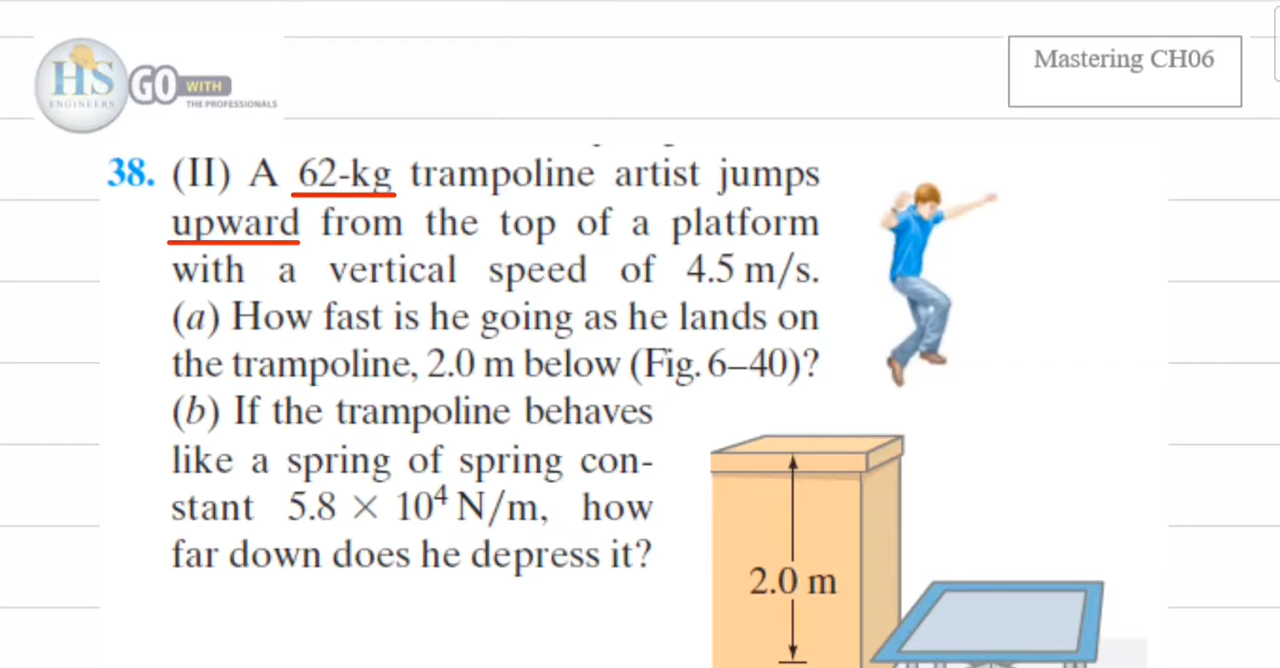 HS
ENGINEERS
GO WITH
THE PROFESSIONALS
Mastering CH06
38. (II) A 62-kg trampoline artist jumps
upward from the top of a platform
with a vertical speed of 4.5 m/s.
(a) How fast is he going as he lands on
the trampoline, 2.0 m below (Fig. 6–40)?
(b) If the trampoline behaves
like a spring of spring con-
stant 5.8 × 10⁴ N/m, how
far down does he depress it?
2.0 m